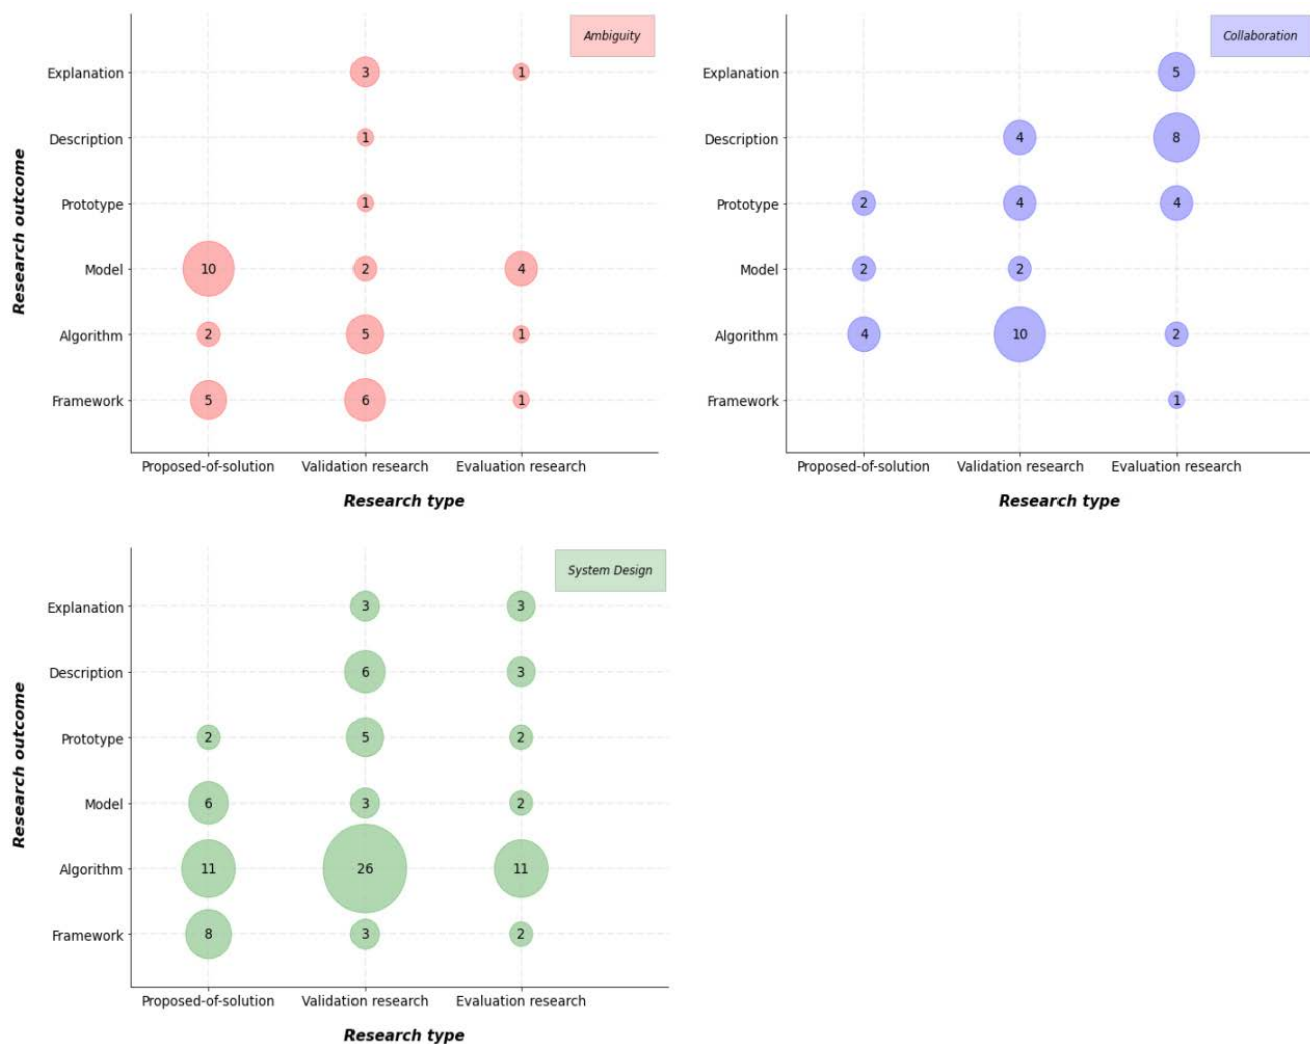 Ambiguity
Explanation 3 1
Description 1
Prototype 1
Model 10 2 4
Algorithm 2 5 1
Framework 5 6 1
Proposed-of-solution Validation research Evaluation research
Research type
Research outcome
Collaboration
Explanation 5
Description 4 8
Prototype 2 4 4
Model 2 2
Algorithm 4 10 2
Framework 1
Proposed-of-solution Validation research Evaluation research
Research type
System Design
Explanation 3 3
Description 6 3
Prototype 2 5 2
Model 6 3 2
Algorithm 11 26 11
Framework 8 3 2
Proposed-of-solution Validation research Evaluation research
Research type
Research outcome